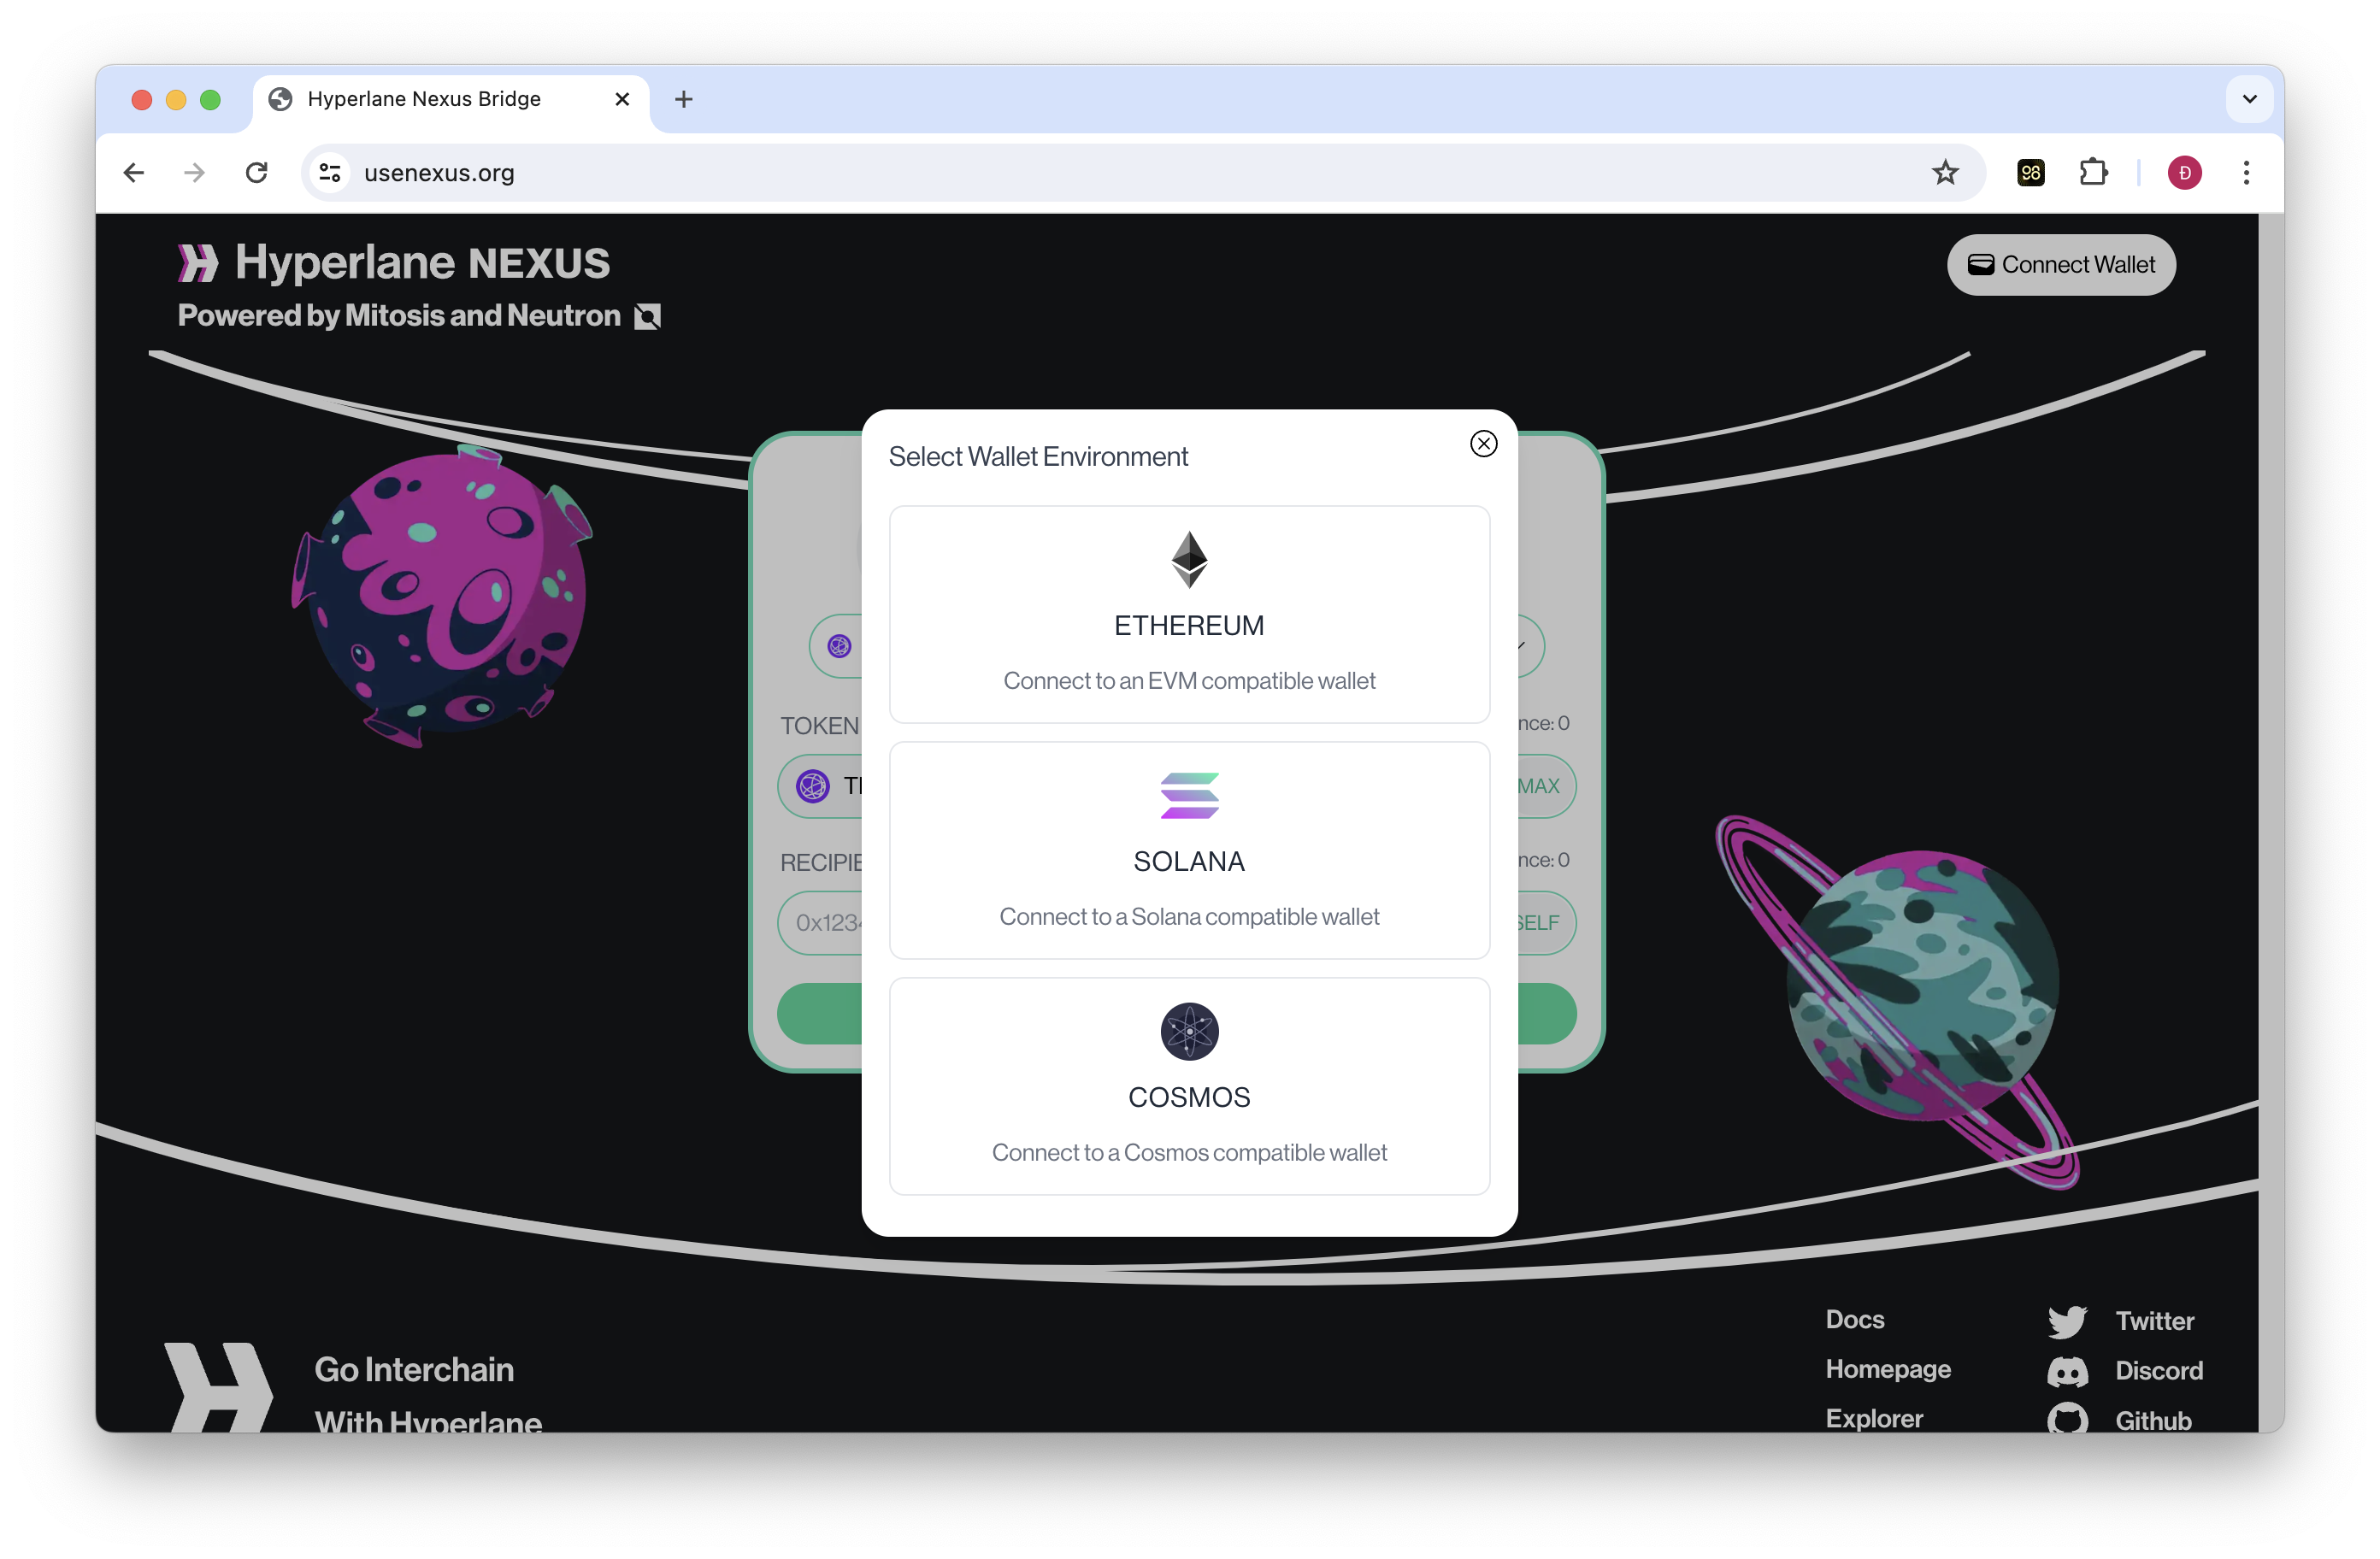 Hyperlane Nexus Bridge
usenexus.org
Đ
Hyperlane NEXUS
Connect Wallet
Powered by Mitosis and Neutron
Select Wallet Environment
ETHEREUM
Connect to an EVM compatible wallet
TOKEN
nce: 0
SOLANA
MAX
Connect to a Solana compatible wallet
RECIPIE
nce: 0
0x123
SELF
COSMOS
Connect to a Cosmos compatible wallet
Go Interchain
With Hyperlane
Docs
Homepage
Explorer
Twitter
Discord
Github